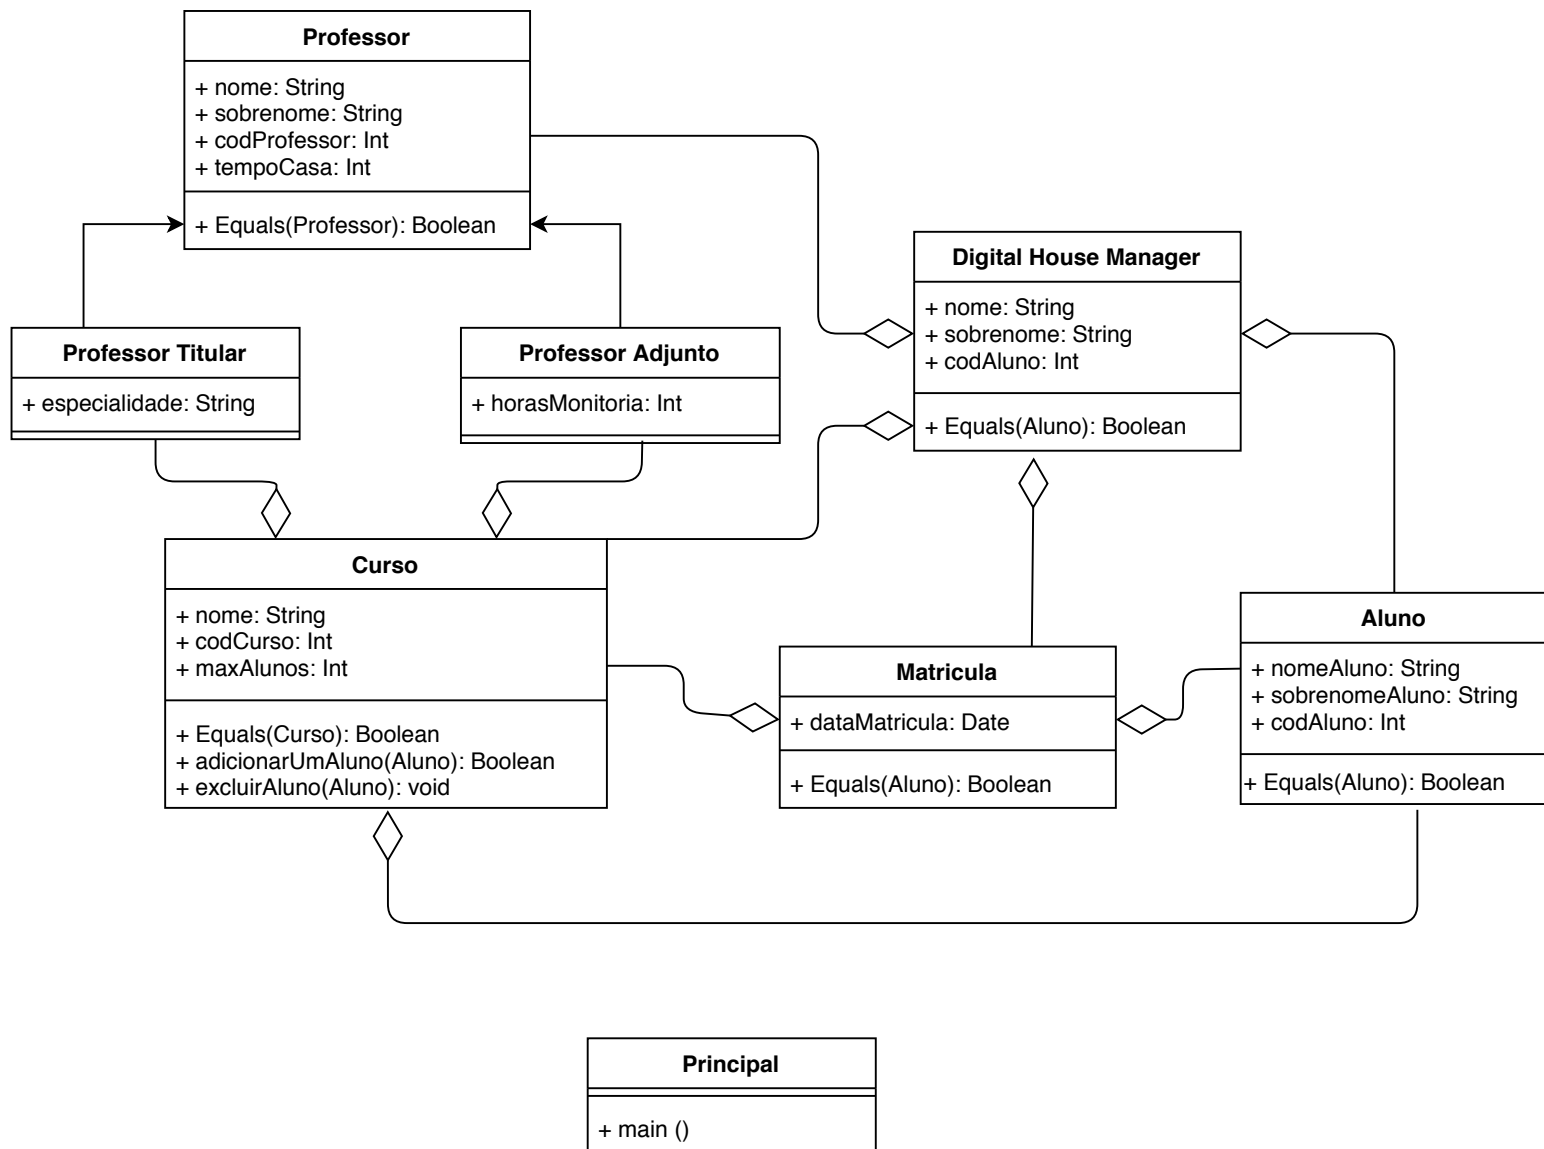 Professor
+ nome: String
+ sobrenome: String
+ codProfessor: Int
+ tempoCasa: Int
+ Equals(Professor): Boolean
Digital House Manager
+ nome: String
+ sobrenome: String
+ codAluno: Int
+ Equals(Aluno): Boolean
Professor Titular
+ especialidade: String
Professor Adjunto
+ horasMonitoria: Int
Curso
+ nome: String
+ codCurso: Int
+ maxAlunos: Int
+ Equals(Curso): Boolean
+ adicionarUmAluno(Aluno): Boolean
+ excluirAluno(Aluno): void
Matricula
+ dataMatricula: Date
+ Equals(Aluno): Boolean
Aluno
+ nomeAluno: String
+ sobrenomeAluno: String
+ codAluno: Int
+ Equals(Aluno): Boolean
Principal
+ main ()